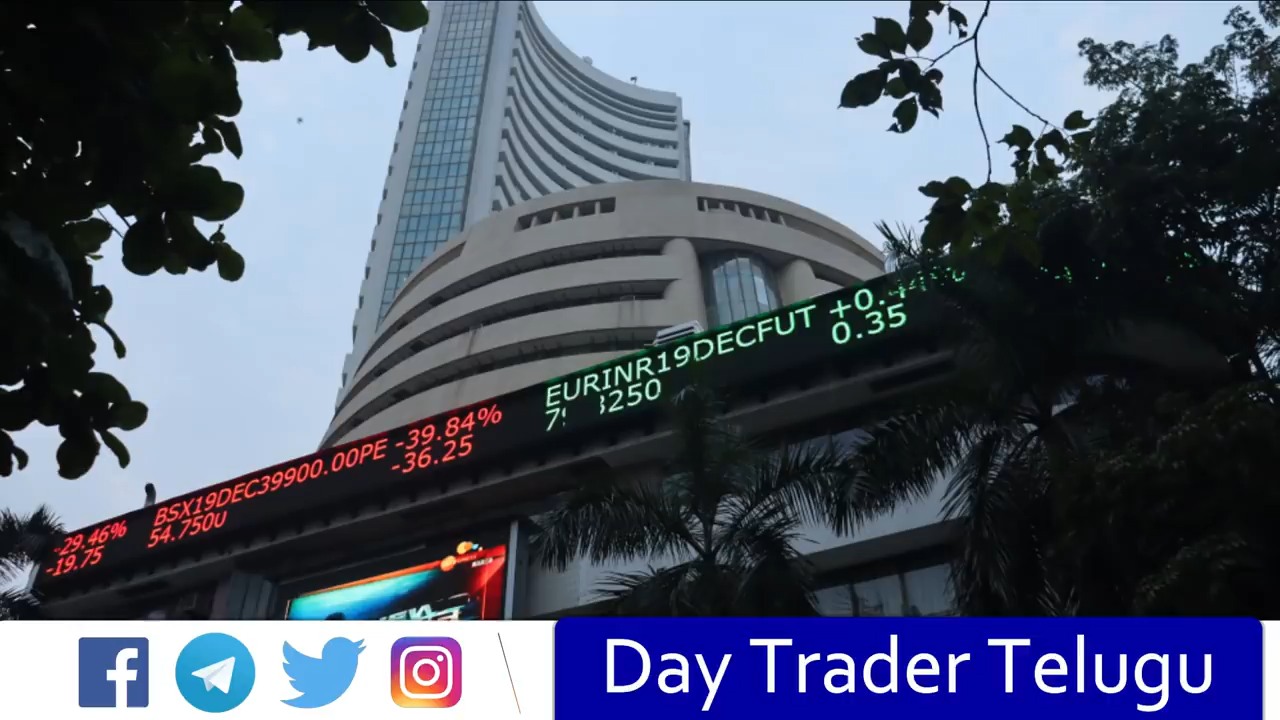 -29.46%
-19.75
BSX19DEC39900.00PE -39.84%
54.750U -36.25
EURINR19DECFUT
0.35
Day Trader Telugu